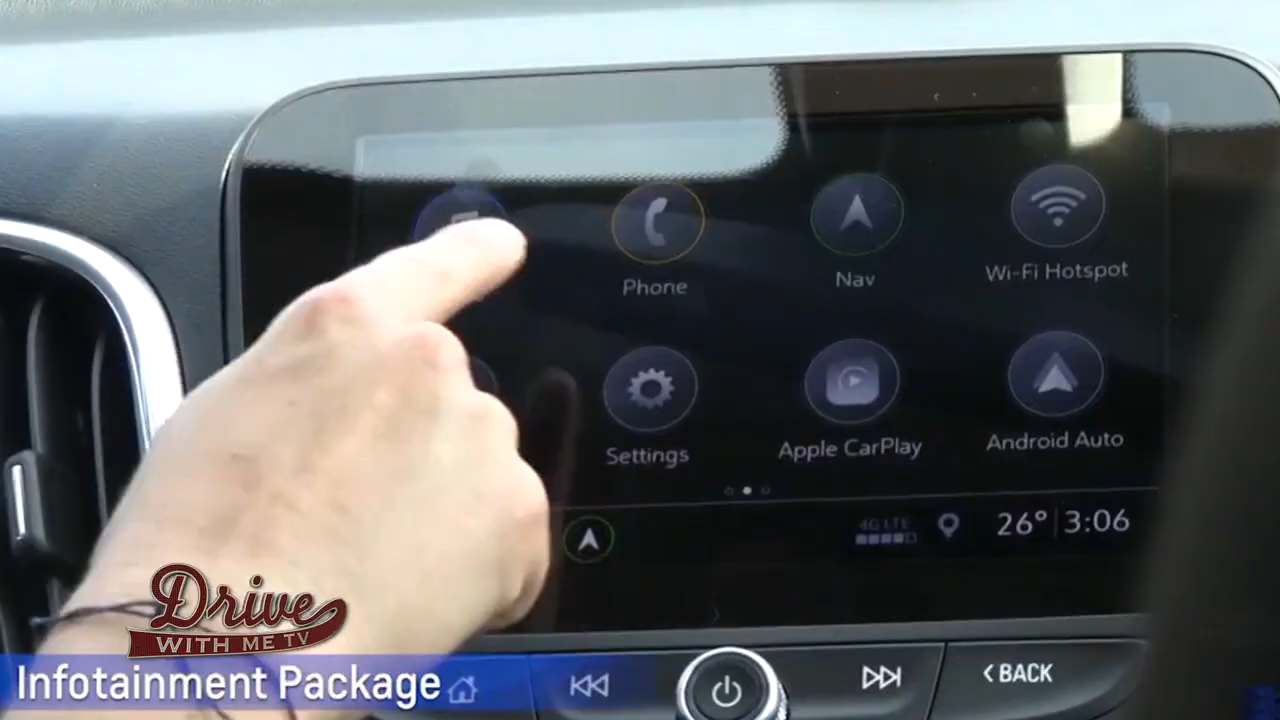 Phone
Nav
Wi-Fi Hotspot
Settings
Apple CarPlay
Android Auto
4G LTE
26° 3:06
Drive
WITH ME TV
Infotainment Package
BACK